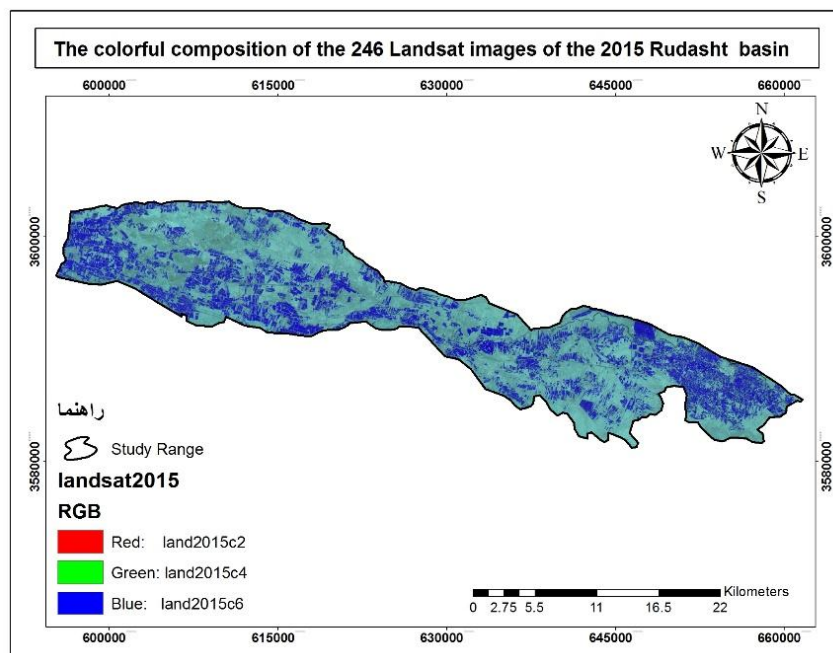 The colorful composition of the 246 Landsat images of the 2015 Rudasht basin
600000 615000 630000 645000 660000
N
W E
S
3600000 3600000
راهنما
Study Range
3580000 3580000
landsat2015
RGB
Red: land2015c2
Green: land2015c4
Blue: land2015c6
Kilometers
0 2.75 5.5 11 16.5 22
600000 615000 630000 645000 660000